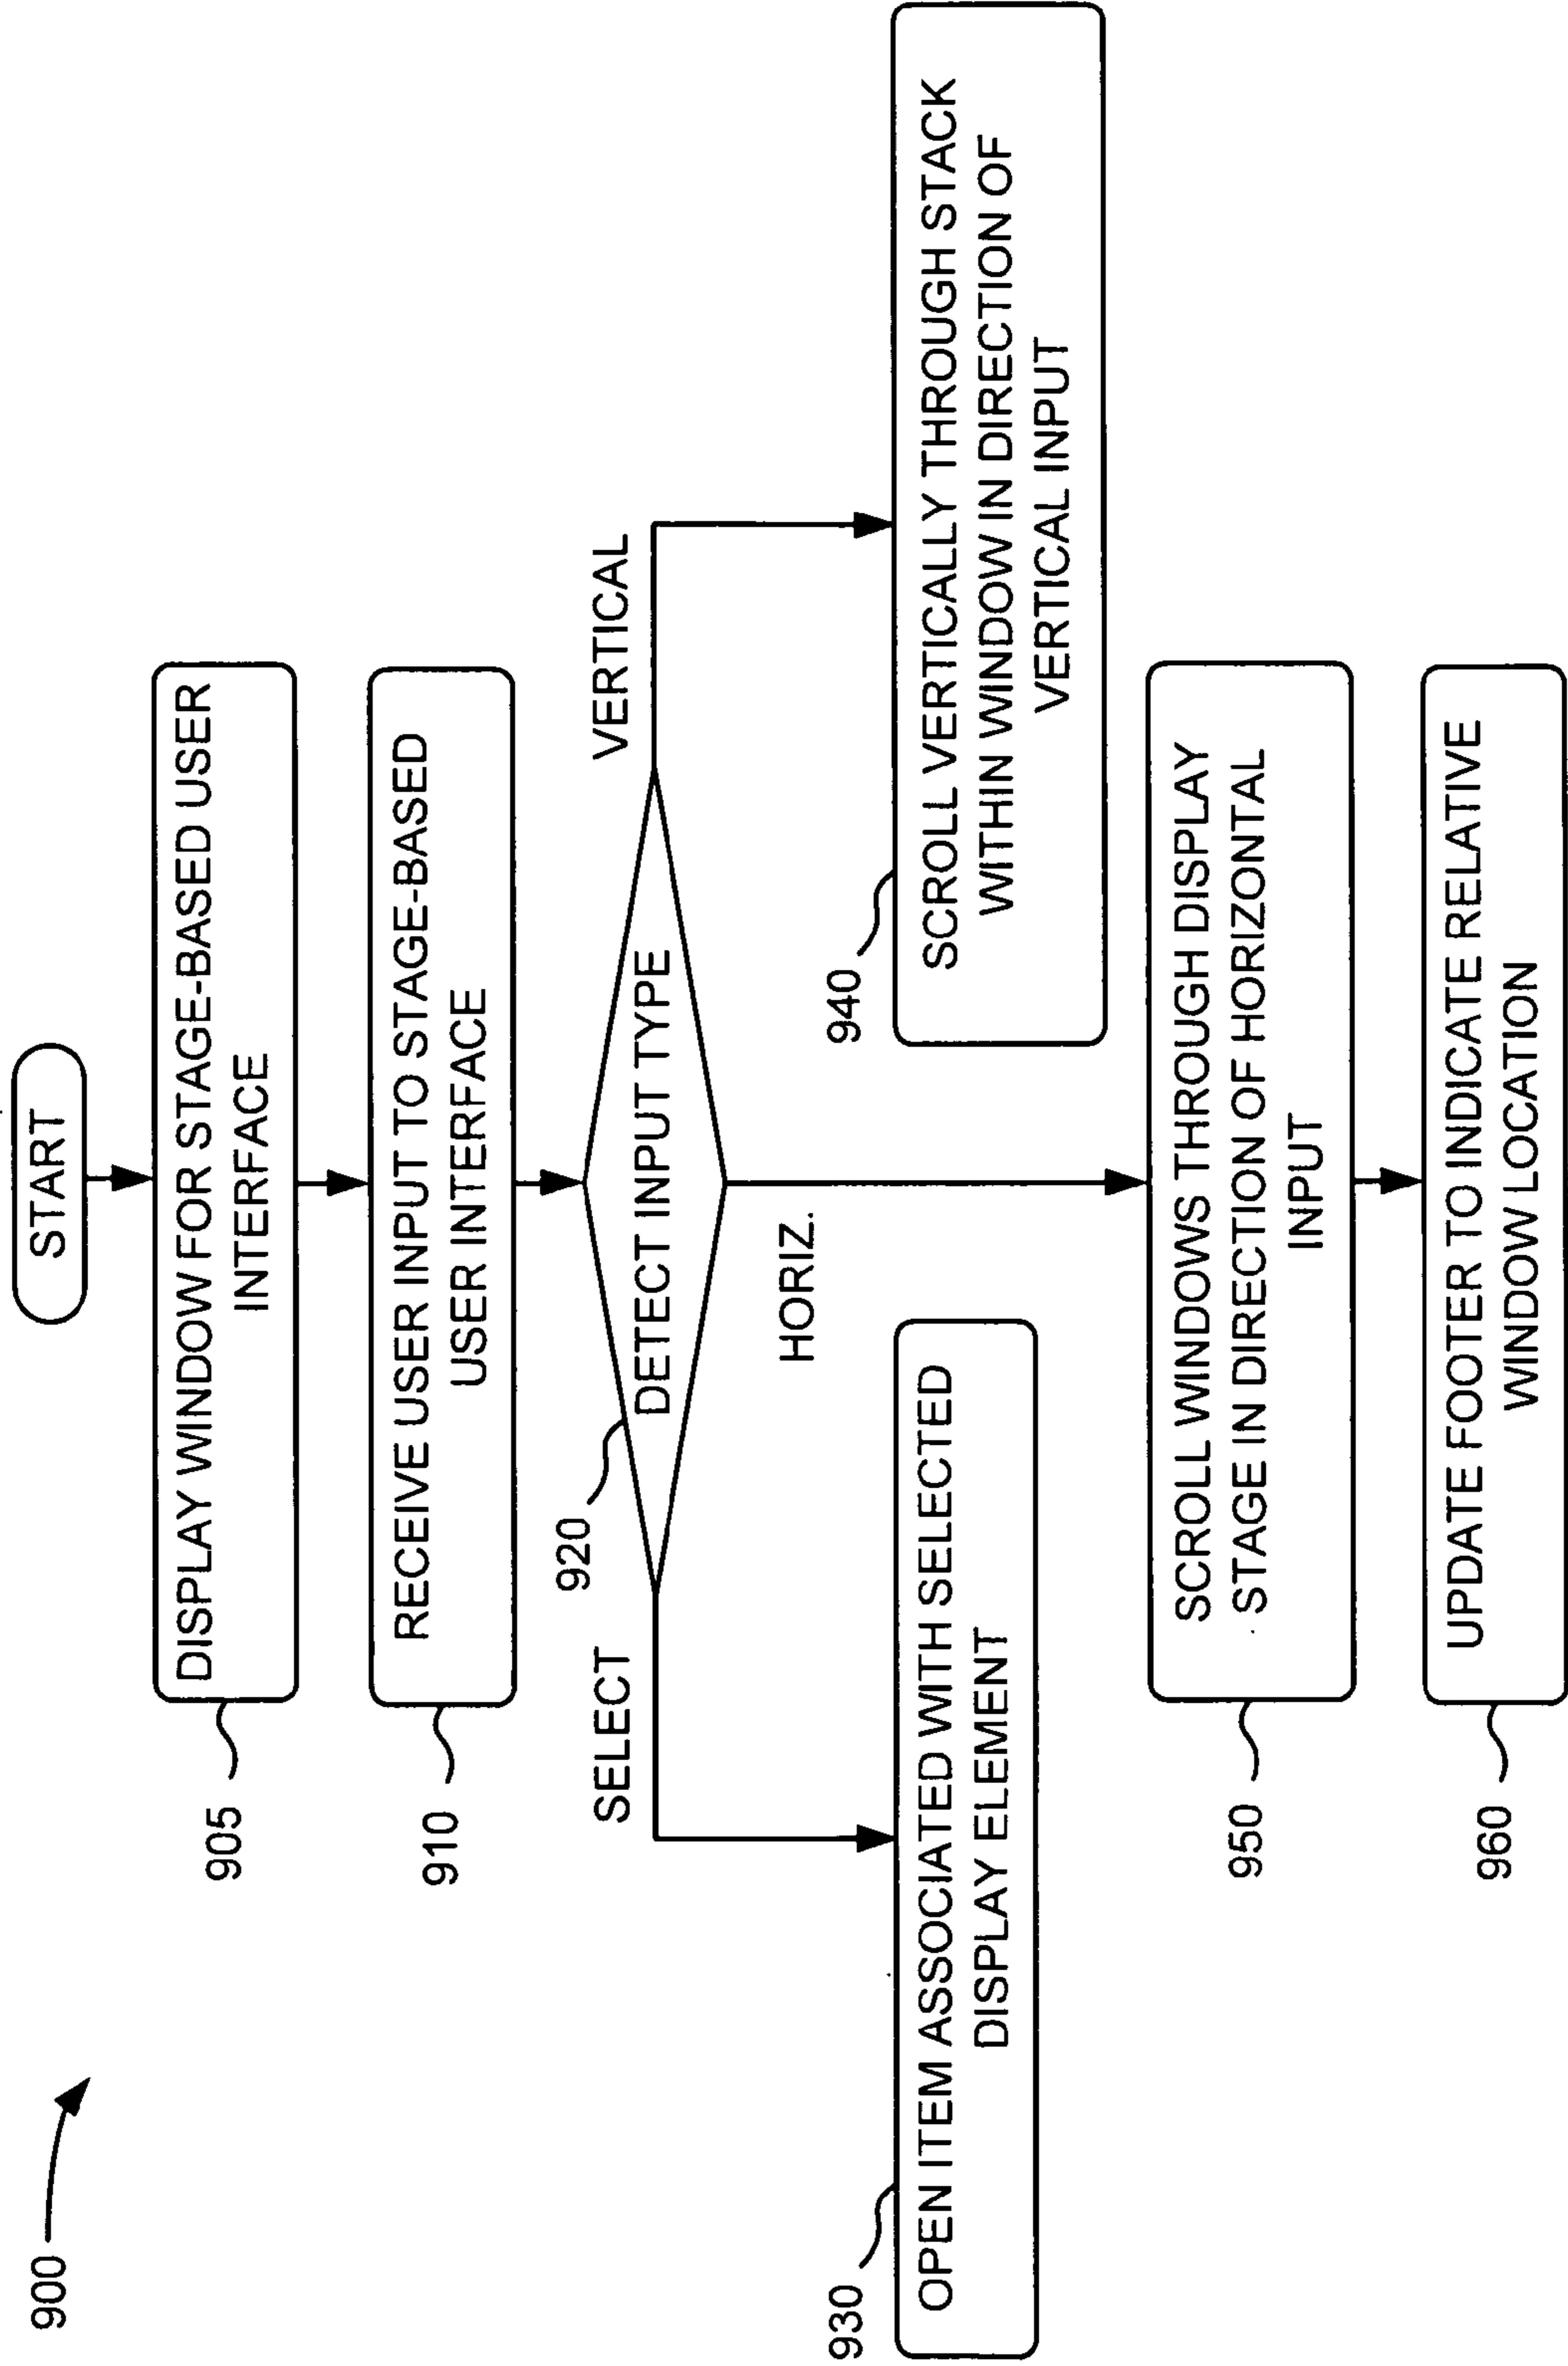 900
START
905
DISPLAY WINDOW FOR STAGE-BASED USER
INTERFACE
910
RECEIVE USER INPUT TO STAGE-BASED
USER INTERFACE
920
DETECT INPUT TYPE
SELECT
VERTICAL
HORIZ.
930
OPEN ITEM ASSOCIATED WITH SELECTED
DISPLAY ELEMENT
940
SCROLL VERTICALLY THROUGH STACK
WITHIN WINDOW IN DIRECTION OF
VERTICAL INPUT
950
SCROLL WINDOWS THROUGH DISPLAY
STAGE IN DIRECTION OF HORIZONTAL
INPUT
960
UPDATE FOOTER TO INDICATE RELATIVE
WINDOW LOCATION